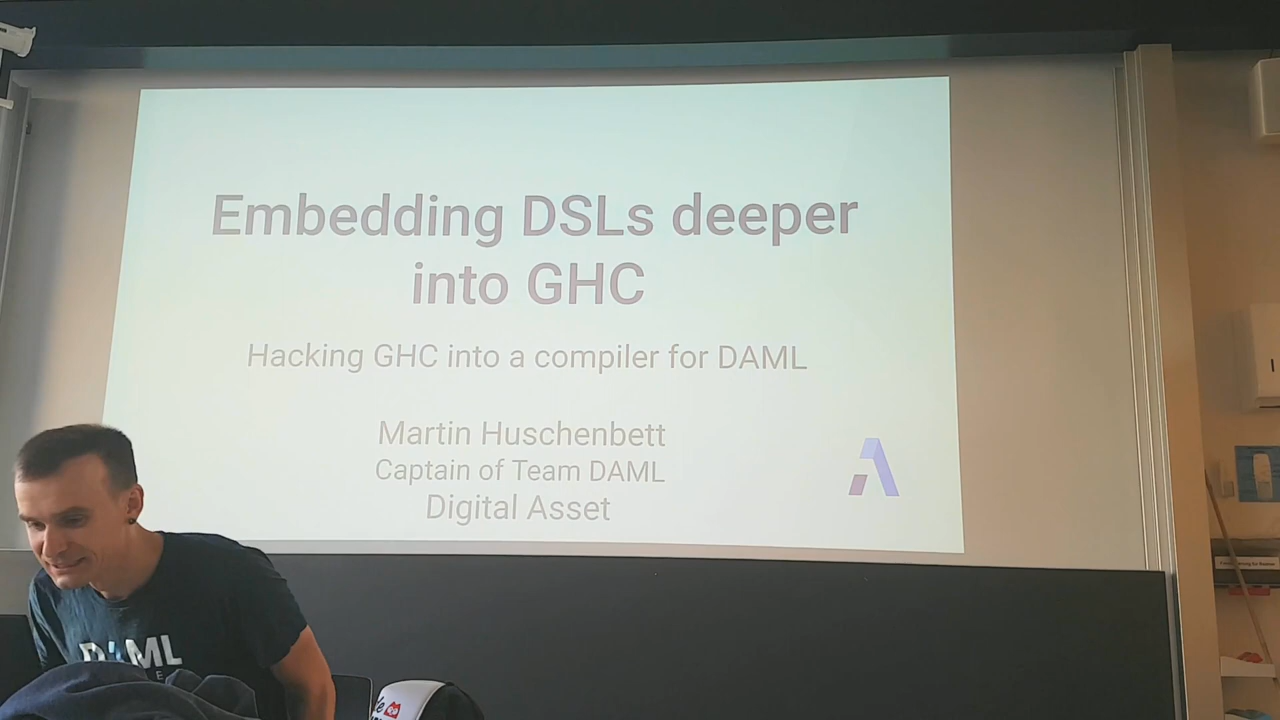 Embedding DSLs deeper
into GHC
Hacking GHC into a compiler for DAML
Martin Huschenbett
Captain of Team DAML
Digital Asset
DAML